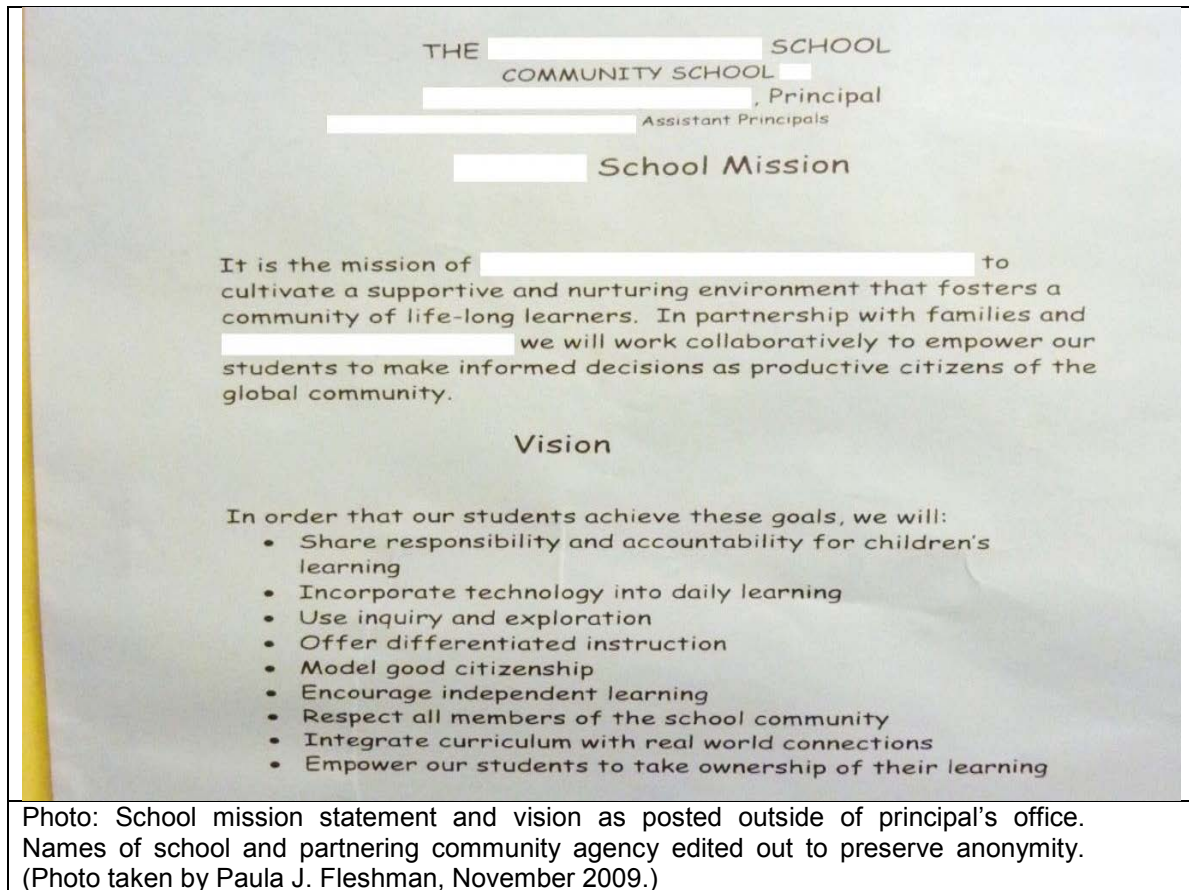 THE SCHOOL
COMMUNITY SCHOOL
, Principal
Assistant Principals
School Mission
It is the mission of to
cultivate a supportive and nurturing environment that fosters a
community of life-long learners. In partnership with families and
we will work collaboratively to empower our
students to make informed decisions as productive citizens of the
global community.
Vision
In order that our students achieve these goals, we will:
• Share responsibility and accountability for children's
learning
• Incorporate technology into daily learning
• Use inquiry and exploration
• Offer differentiated instruction
• Model good citizenship
• Encourage independent learning
• Respect all members of the school community
• Integrate curriculum with real world connections
• Empower our students to take ownership of their learning
Photo: School mission statement and vision as posted outside of principal's office.
Names of school and partnering community agency edited out to preserve anonymity.
(Photo taken by Paula J. Fleshman, November 2009.)